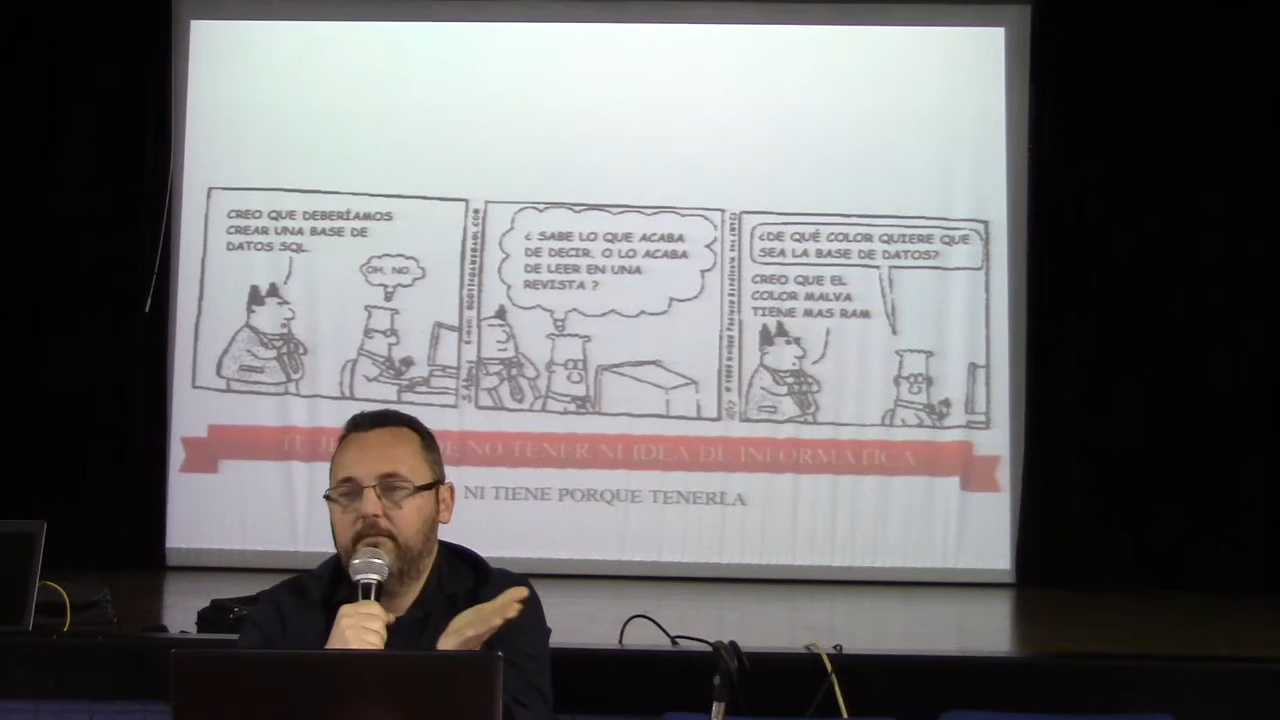 CREO QUE DEBERÍAMOS
CREAR UNA BASE DE
DATOS SQL
OH, NO.
¿ SABE LO QUE ACABA
DE DECIR, O LO ACABA
DE LEER EN UNA
REVISTA ?
¿DE QUÉ COLOR QUIERE QUE
SEA LA BASE DE DATOS?
CREO QUE EL
COLOR MALVA
TIENE MAS RAM
TU NO TENER NI IDEA DE INFORMATICA
NI TIENE PORQUE TENERLA